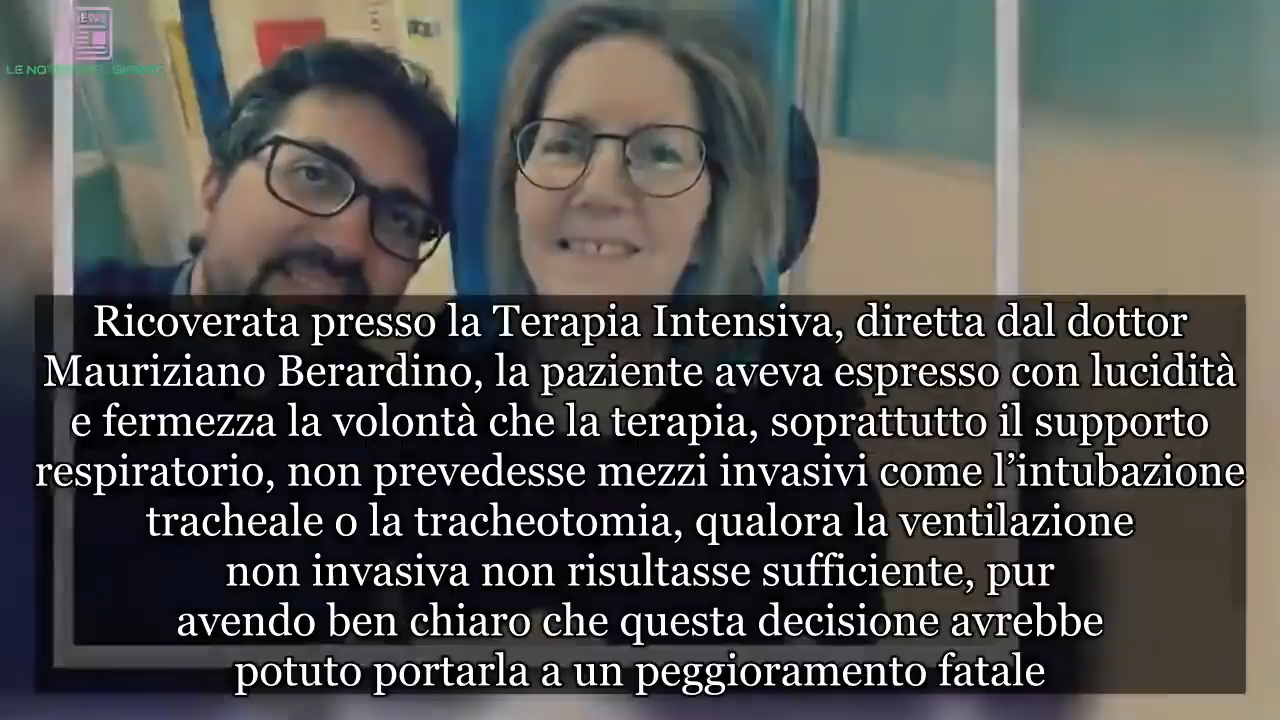 NEWS
Ricoverata presso la Terapia Intensiva, diretta dal dottor
Mauriziano Berardino, la paziente aveva espresso con lucidità
e fermezza la volontà che la terapia, soprattutto il supporto
respiratorio, non prevedesse mezzi invasivi come l’intubazione
tracheale o la tracheotomia, qualora la ventilazione
non invasiva non risultasse sufficiente, pur
avendo ben chiaro che questa decisione avrebbe
potuto portarla a un peggioramento fatale